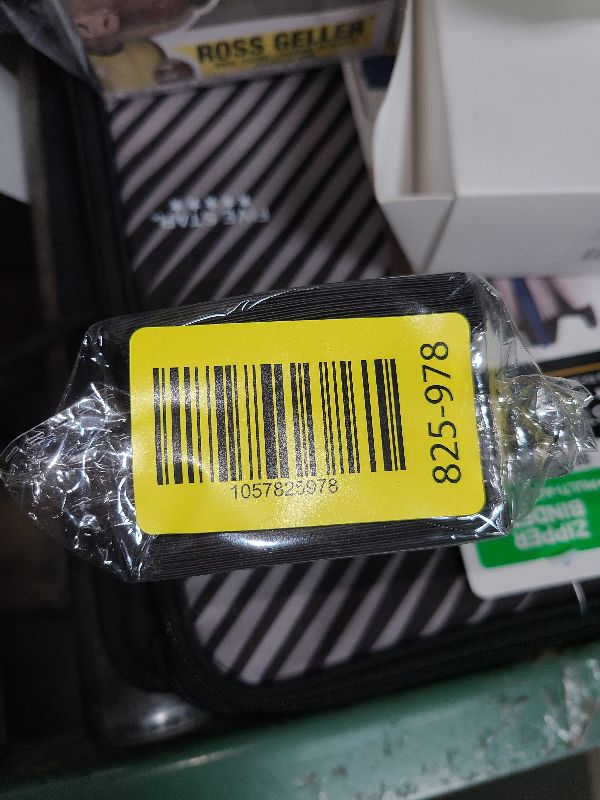 ROSS GELLER
FIVE STAR
1057825978
825-978
ZIPPER
BINDER